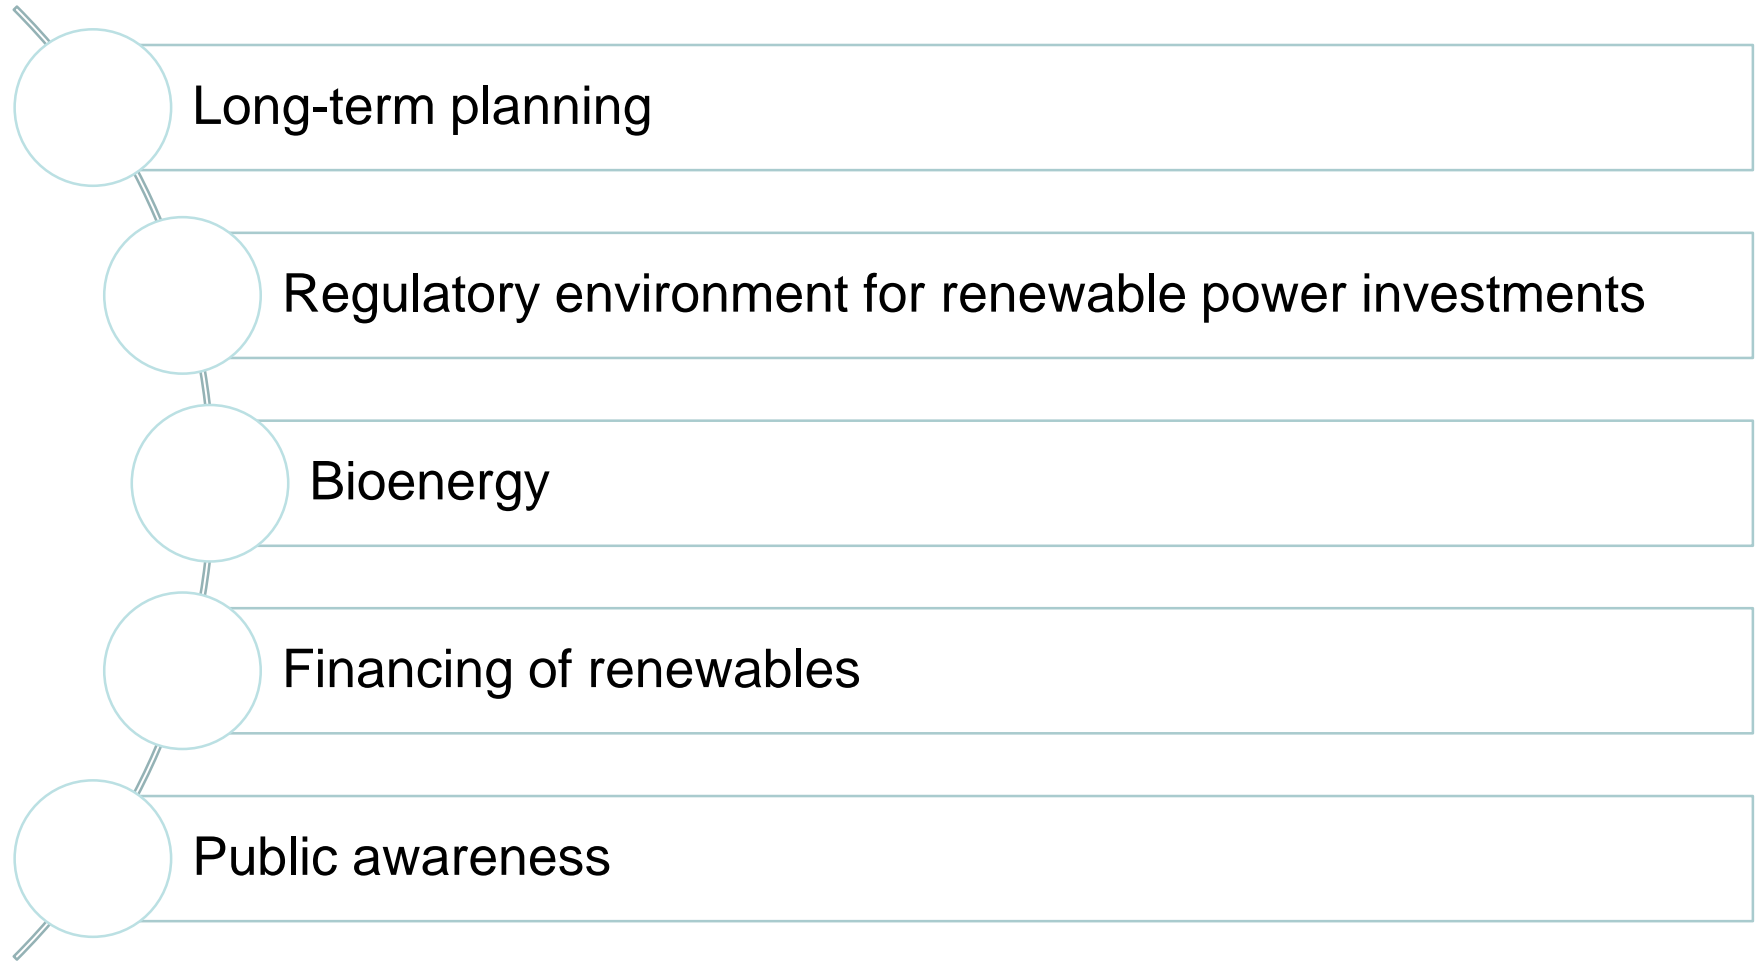 Long-term planning
Regulatory environment for renewable power investments
Bioenergy
Financing of renewables
Public awareness